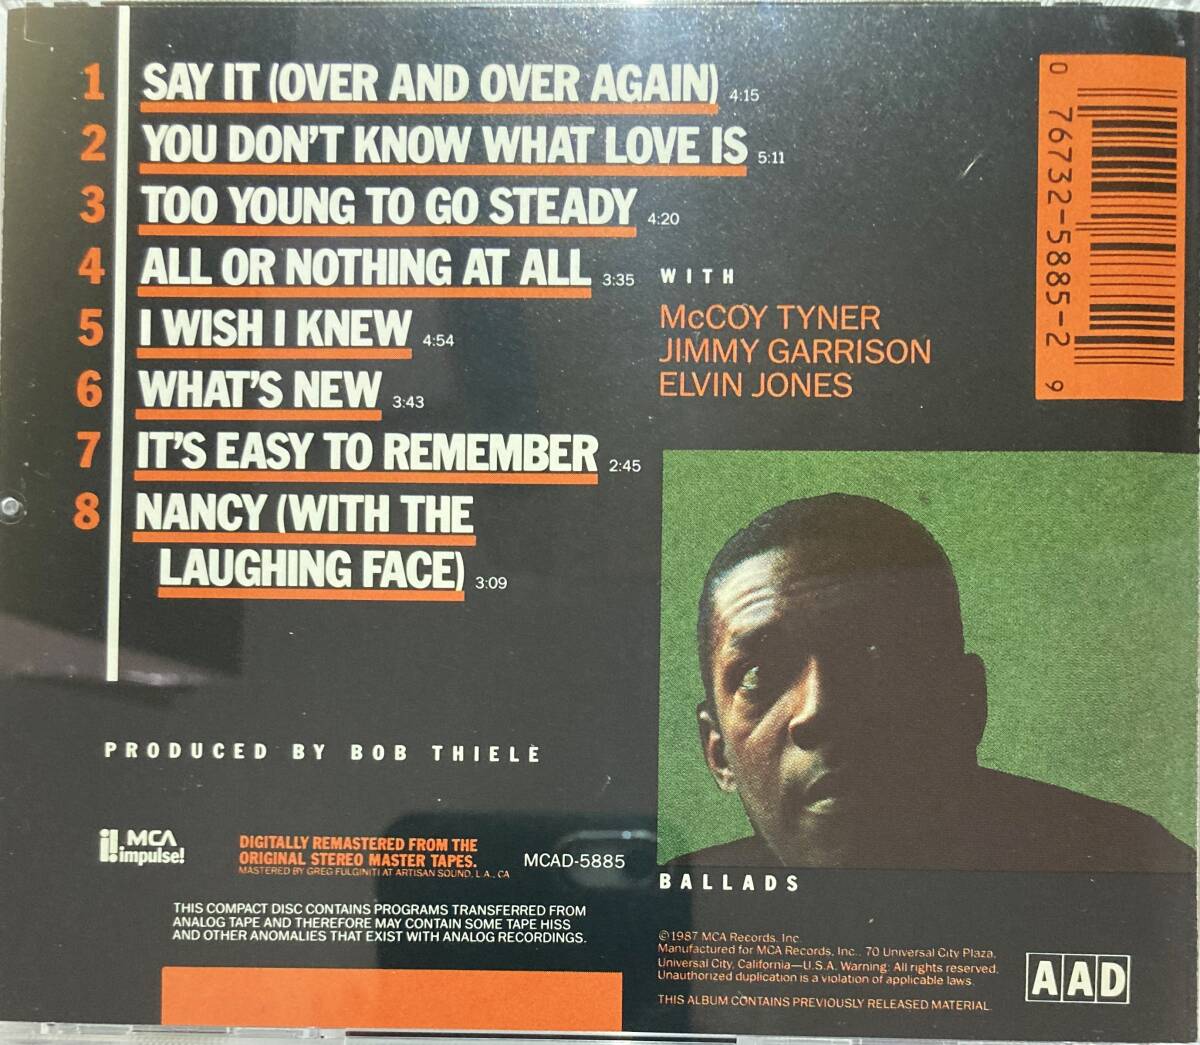 1 SAY IT (OVER AND OVER AGAIN) 4:15
2 YOU DON'T KNOW WHAT LOVE IS 5:11
3 TOO YOUNG TO GO STEADY 4:20
4 ALL OR NOTHING AT ALL 3:35
5 I WISH I KNEW 4:54
6 WHAT'S NEW 3:43
7 IT'S EASY TO REMEMBER 2:45
8 NANCY (WITH THE
LAUGHING FACE) 3:09
WITH
McCOY TYNER
JIMMY GARRISON
ELVIN JONES
0 76732-5885-2 9
PRODUCED BY BOB THIELE
MCA
impulse!
DIGITALLY REMASTERED FROM THE
ORIGINAL STEREO MASTER TAPES.
MASTERED BY GREG FULGINITI AT ARTISAN SOUND, L.A., CA
MCAD-5885
THIS COMPACT DISC CONTAINS PROGRAMS TRANSFERRED FROM
ANALOG TAPE AND THEREFORE MAY CONTAIN SOME TAPE HISS
AND OTHER ANOMALIES THAT EXIST WITH ANALOG RECORDINGS.
BALLADS
©1987 MCA Records, Inc.
Manufactured for MCA Records, Inc., 70 Universal City Plaza,
Universal City, California—U.S.A. Warning: All rights reserved.
Unauthorized duplication is a violation of applicable laws.
THIS ALBUM CONTAINS PREVIOUSLY RELEASED MATERIAL.
AAD